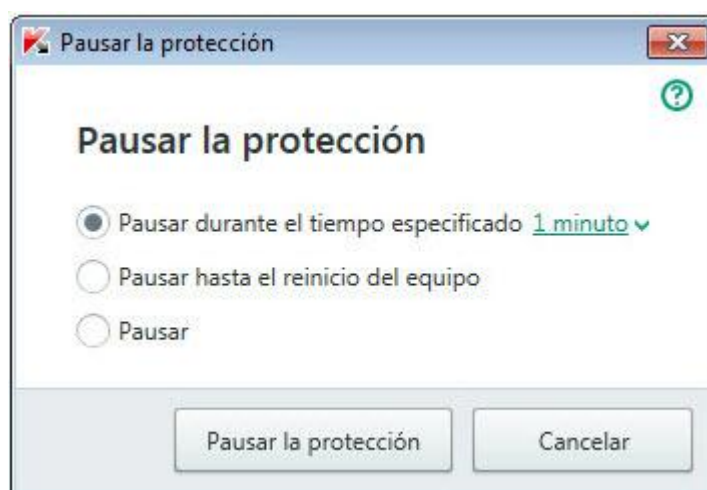 Pausar la protección
Pausar la protección
Pausar durante el tiempo especificado 1 minuto
Pausar hasta el reinicio del equipo
Pausar
Pausar la protección Cancelar